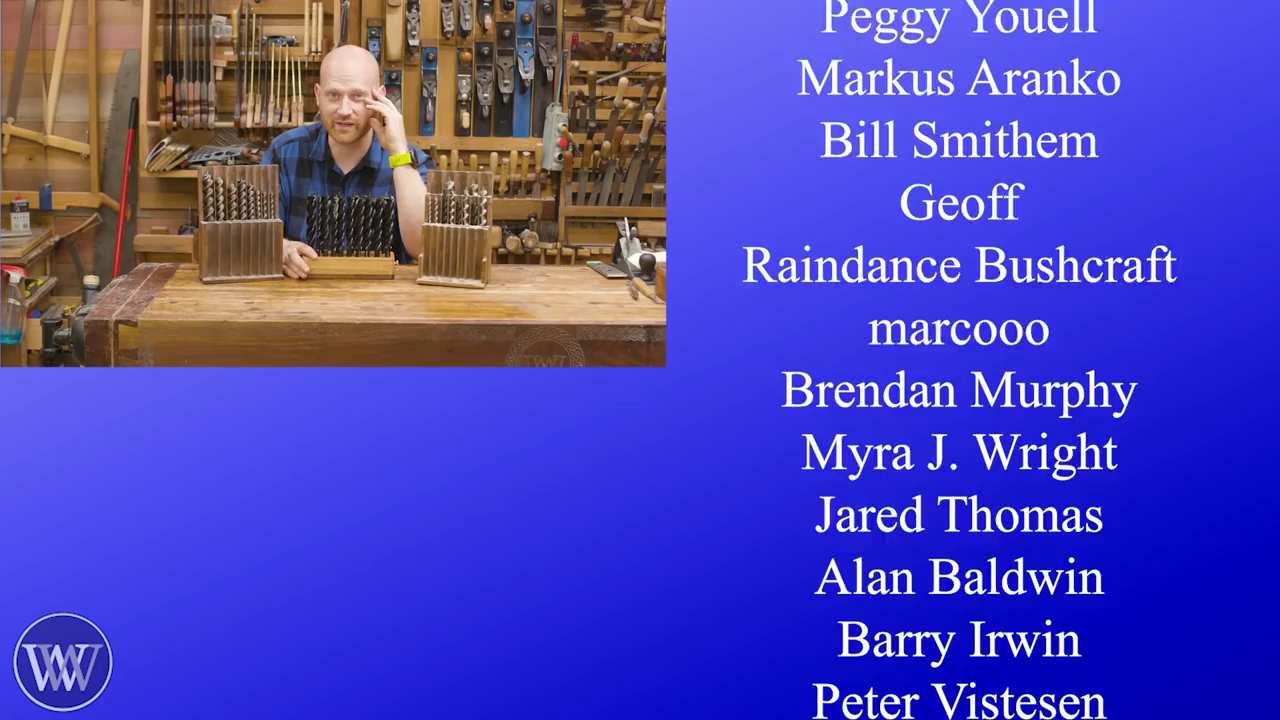 Peggy Youell
Markus Aranko
Bill Smithem
Geoff
Raindance Bushcraft
marcooo
Brendan Murphy
Myra J. Wright
Jared Thomas
Alan Baldwin
Barry Irwin
Peter Vistesen
WW